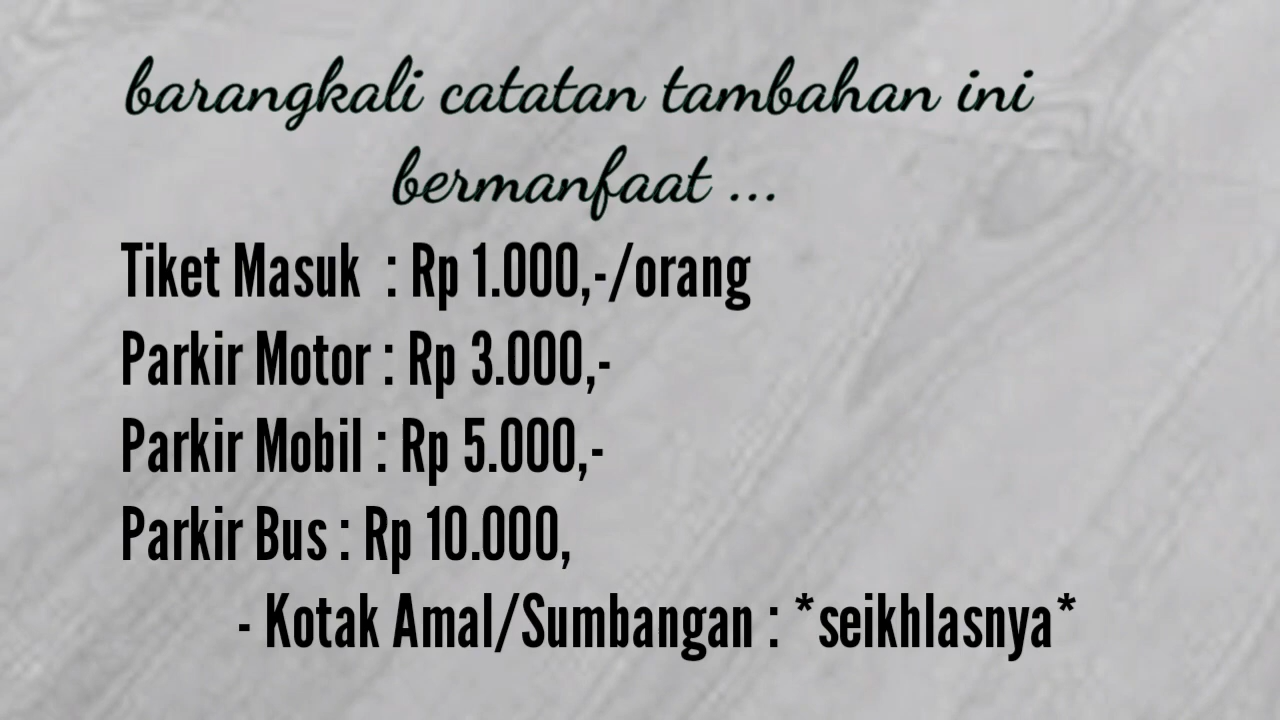 barangkali catatan tambahan ini
bermanfaat ...
Tiket Masuk : Rp 1.000,-/orang
Parkir Motor : Rp 3.000,-
Parkir Mobil : Rp 5.000,-
Parkir Bus : Rp 10.000,
- Kotak Amal/Sumbangan : *seikhlasnya*